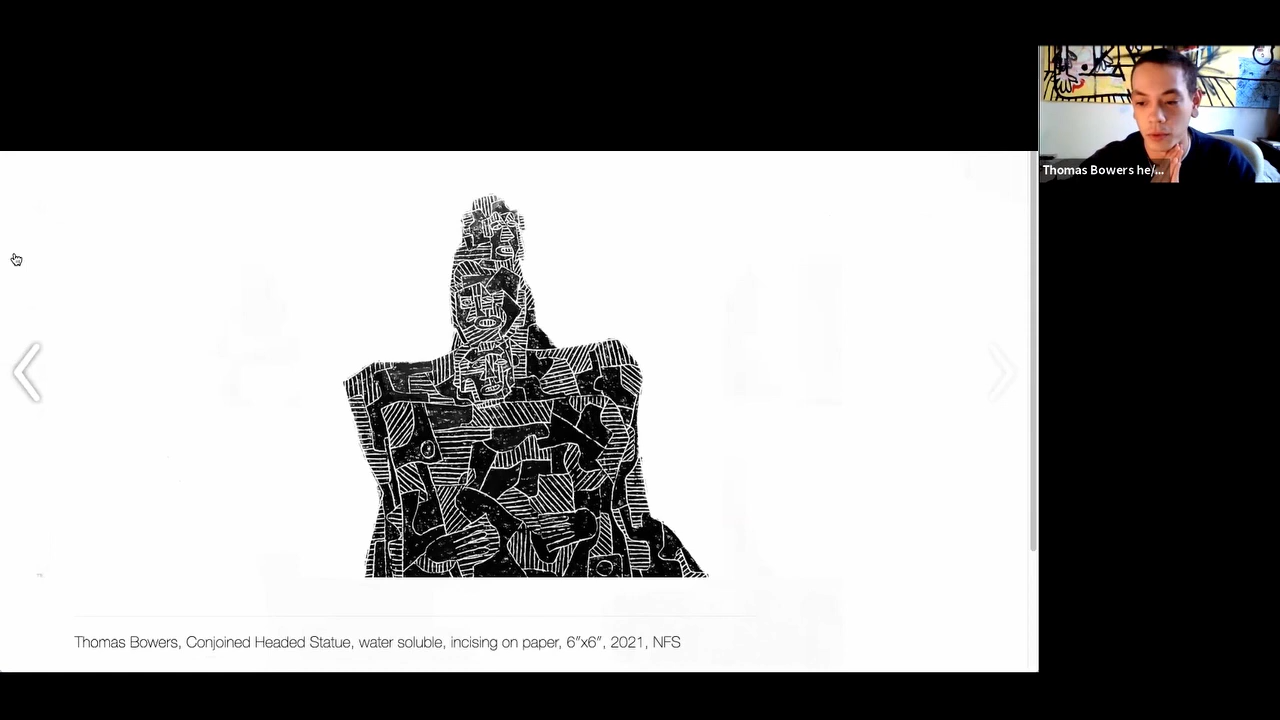 Thomas Bowers he/...
Thomas Bowers, Conjoined Headed Statue, water soluble, incising on paper, 6”x6”, 2021, NFS